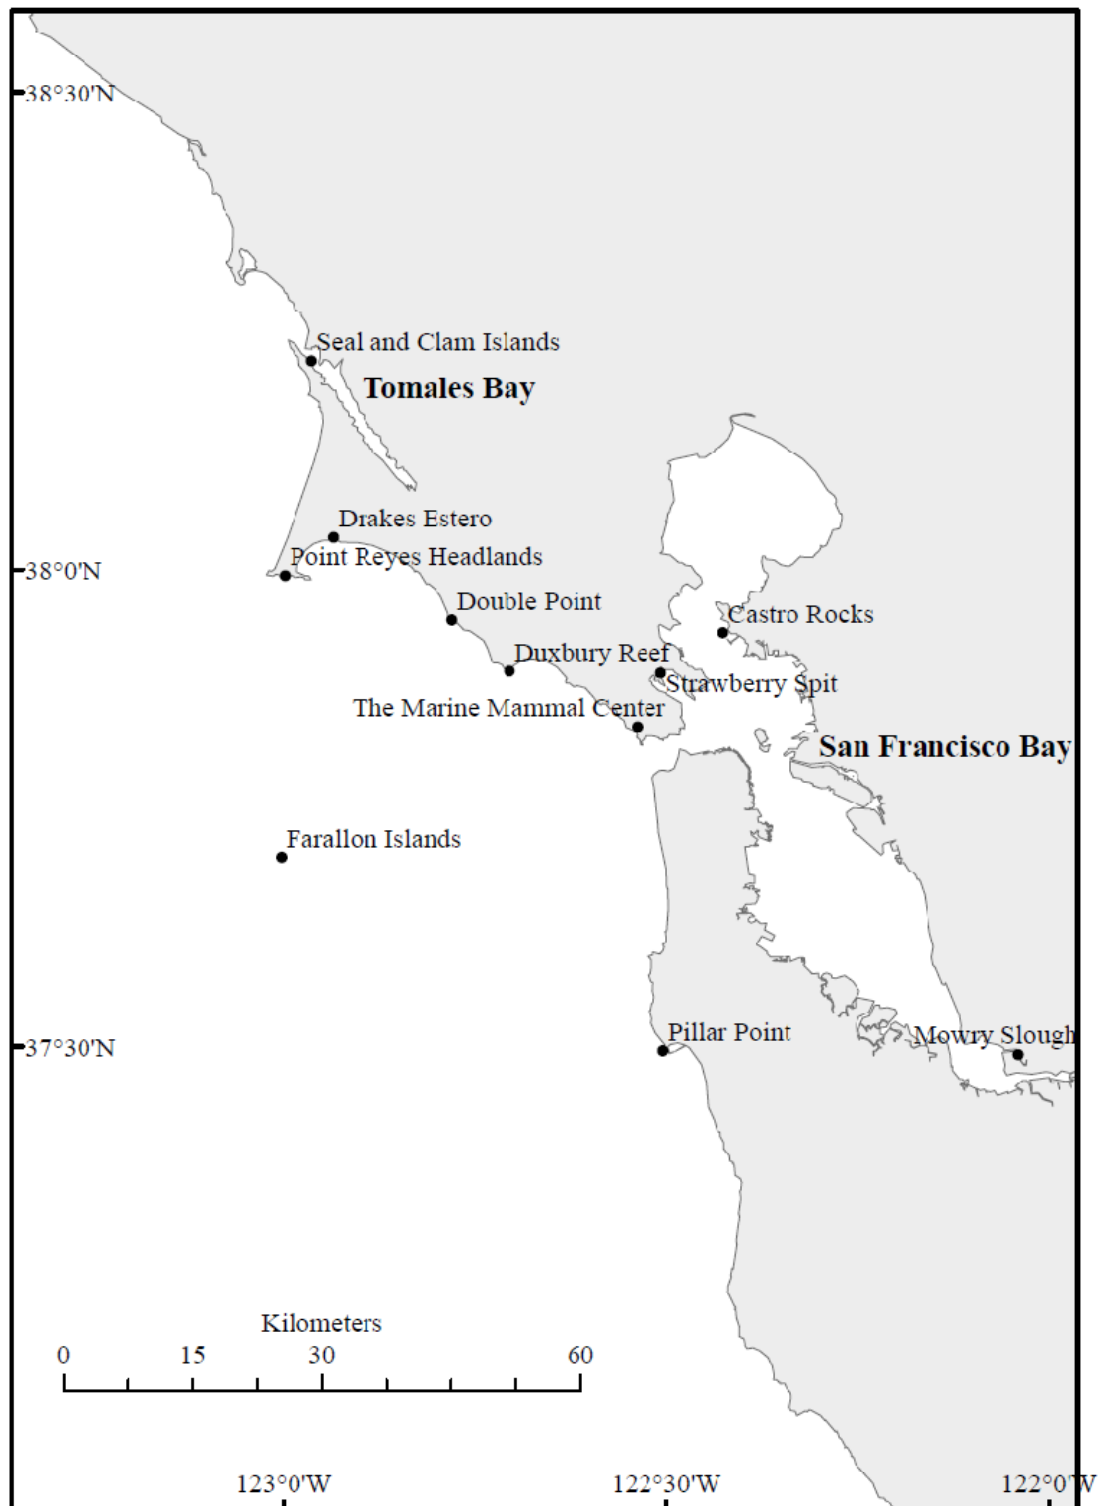 38°30'N
Seal and Clam Islands
Tomales Bay
Drakes Estero
Point Reyes Headlands
38°0'N
Double Point
Castro Rocks
Duxbury Reef
Strawberry Spit
The Marine Mammal Center
San Francisco Bay
Farallon Islands
Pillar Point
Mowry Slough
37°30'N
Kilometers
0 15 30 60
123°0'W 122°30'W 122°0'W